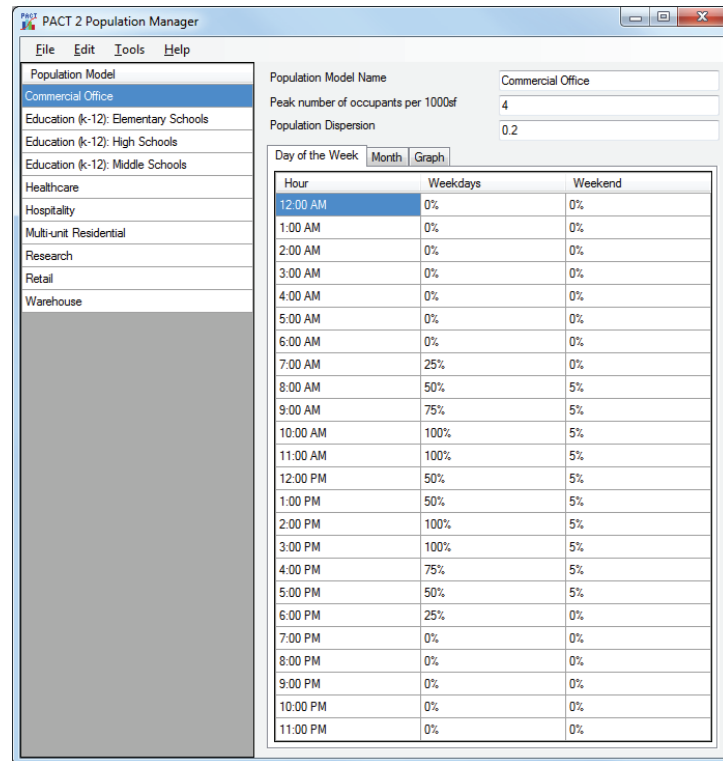 PACT PACT 2 Population Manager
File Edit Tools Help
Population Model
Commercial Office
Education (k-12): Elementary Schools
Education (k-12): High Schools
Education (k-12): Middle Schools
Healthcare
Hospitality
Multi-unit Residential
Research
Retail
Warehouse
Population Model Name Commercial Office
Peak number of occupants per 1000sf 4
Population Dispersion 0.2
Day of the Week Month Graph
Hour Weekdays Weekend
12:00 AM 0% 0%
1:00 AM 0% 0%
2:00 AM 0% 0%
3:00 AM 0% 0%
4:00 AM 0% 0%
5:00 AM 0% 0%
6:00 AM 0% 0%
7:00 AM 25% 0%
8:00 AM 50% 5%
9:00 AM 75% 5%
10:00 AM 100% 5%
11:00 AM 100% 5%
12:00 PM 50% 5%
1:00 PM 50% 5%
2:00 PM 100% 5%
3:00 PM 100% 5%
4:00 PM 75% 5%
5:00 PM 50% 5%
6:00 PM 25% 0%
7:00 PM 0% 0%
8:00 PM 0% 0%
9:00 PM 0% 0%
10:00 PM 0% 0%
11:00 PM 0% 0%